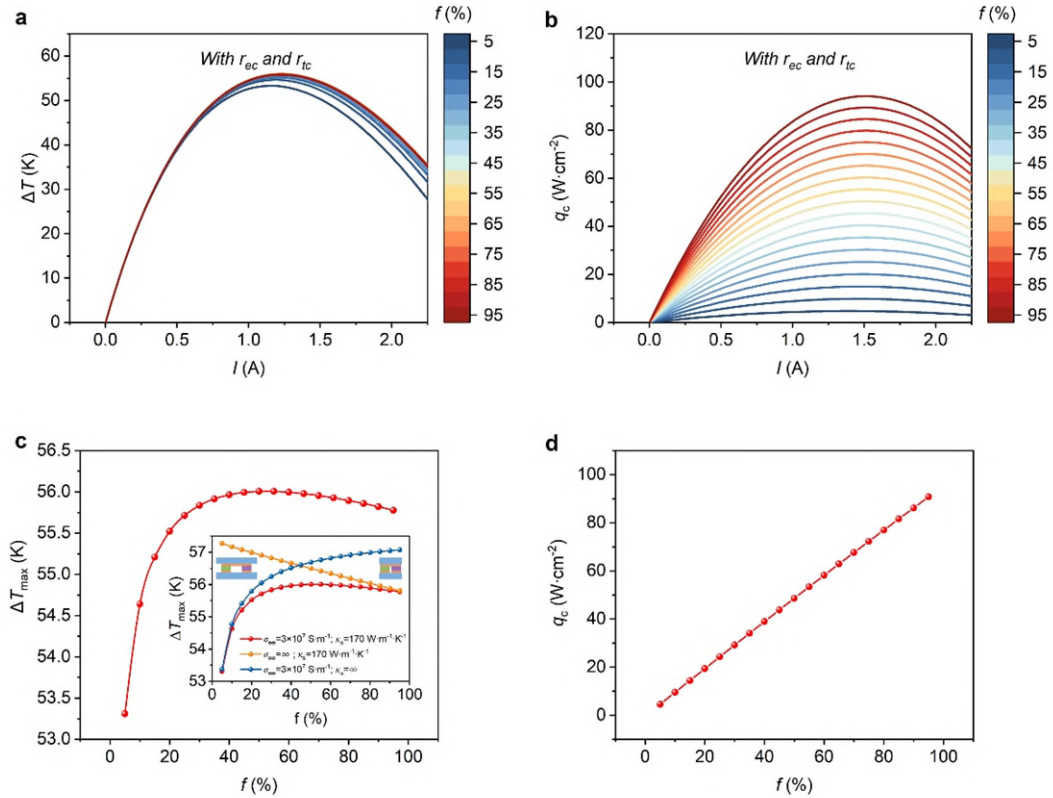 a
With r_ec and r_tc
ΔT (K)
60
50
40
30
20
10
0
0.0 0.5 1.0 1.5 2.0
I (A)
f (%)
5
15
25
35
45
55
65
75
85
95
b
With r_ec and r_tc
q_c (W·cm⁻²)
120
100
80
60
40
20
0
0.0 0.5 1.0 1.5 2.0
I (A)
f (%)
5
15
25
35
45
55
65
75
85
95
c
ΔT_max (K)
56.5
56.0
55.5
55.0
54.5
54.0
53.5
53.0
0 20 40 60 80 100
f (%)
ΔT_max (K)
57
56
55
54
53
σ_ec=3×10⁷ S·m⁻¹; κ_s=170 W·m⁻¹·K⁻¹
σ_ec=∞ ; κ_s=170 W·m⁻¹·K⁻¹
σ_ec=3×10⁷ S·m⁻¹; κ_s=∞
0 20 40 60 80 100
f (%)
d
q_c (W·cm⁻²)
100
80
60
40
20
0
0 20 40 60 80 100
f (%)